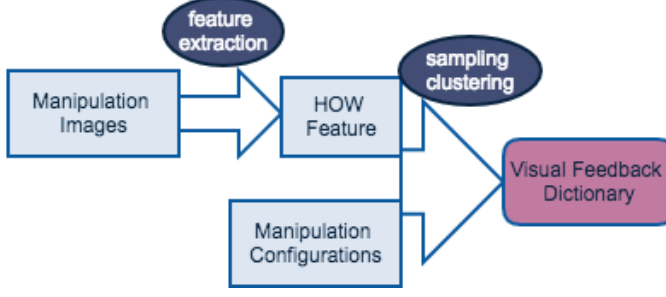 feature
extraction
sampling
clustering
Manipulation
Images
HOW
Feature
Visual Feedback
Dictionary
Manipulation
Configurations